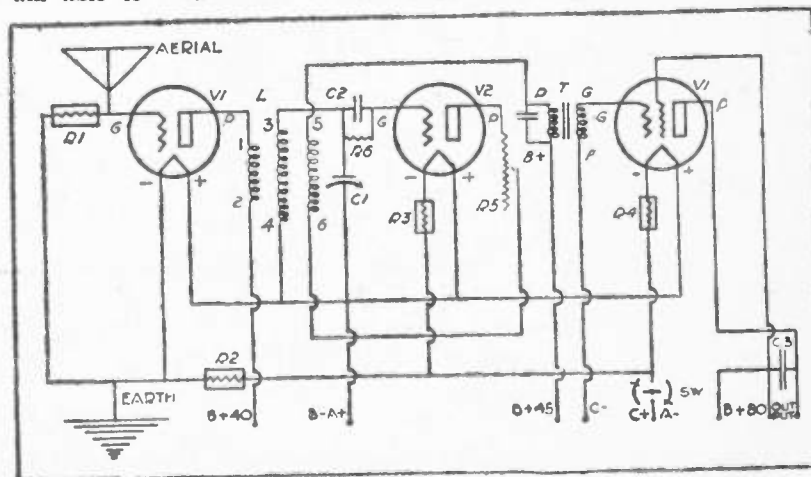 AERIAL
V1 L C2 V2 P T G V1
R1 G P 3 5 G P G P
1 R6 B+
2 C1
- + 4 6 R3 R5 P - R4 +
R2 C3
EARTH SW
B+40 B-A+ B+45 C- C+ A- B+80 OUT
PUT